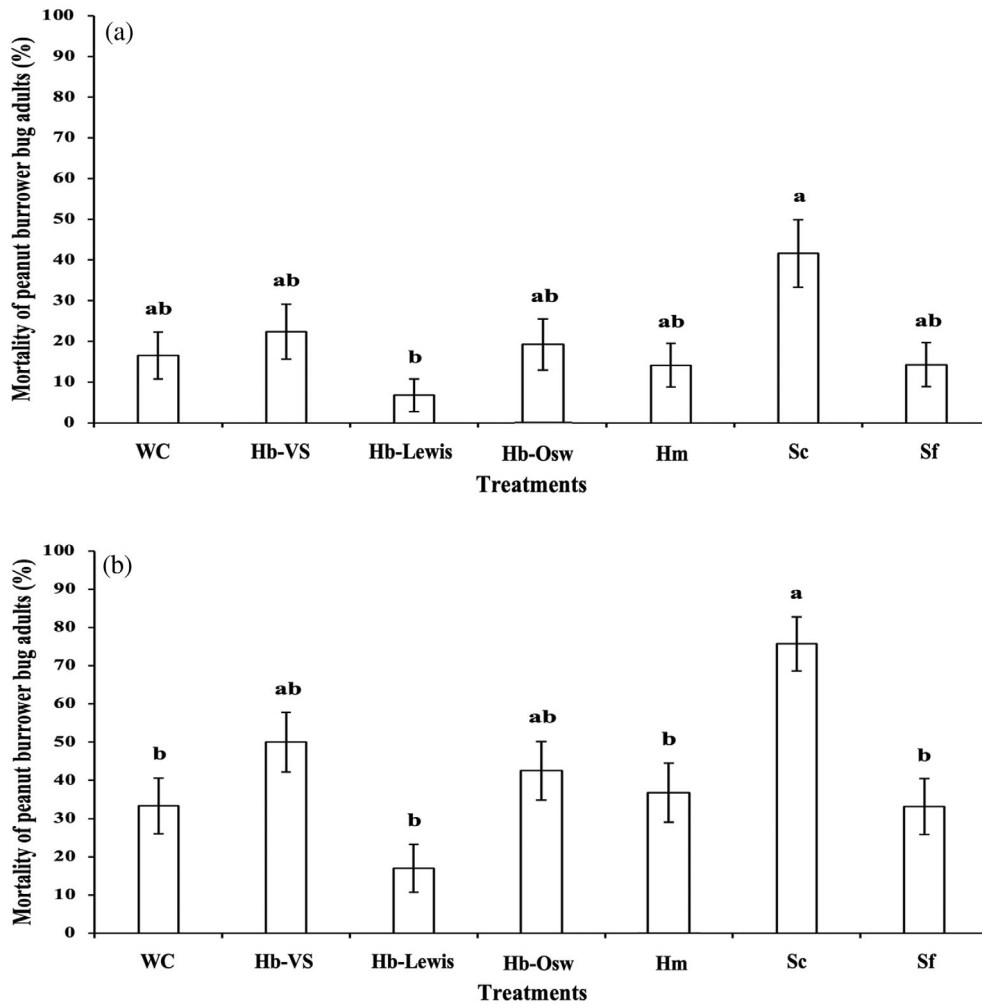 (a)
Mortality of peanut burrower bug adults (%)
100
90
80
70
60
50
40
30
20
10
0
ab
ab
b
ab
ab
a
ab
WC Hb-VS Hb-Lewis Hb-Osw Hm Sc Sf
Treatments
(b)
Mortality of peanut burrower bug adults (%)
100
90
80
70
60
50
40
30
20
10
0
b
ab
b
ab
b
a
b
WC Hb-VS Hb-Lewis Hb-Osw Hm Sc Sf
Treatments